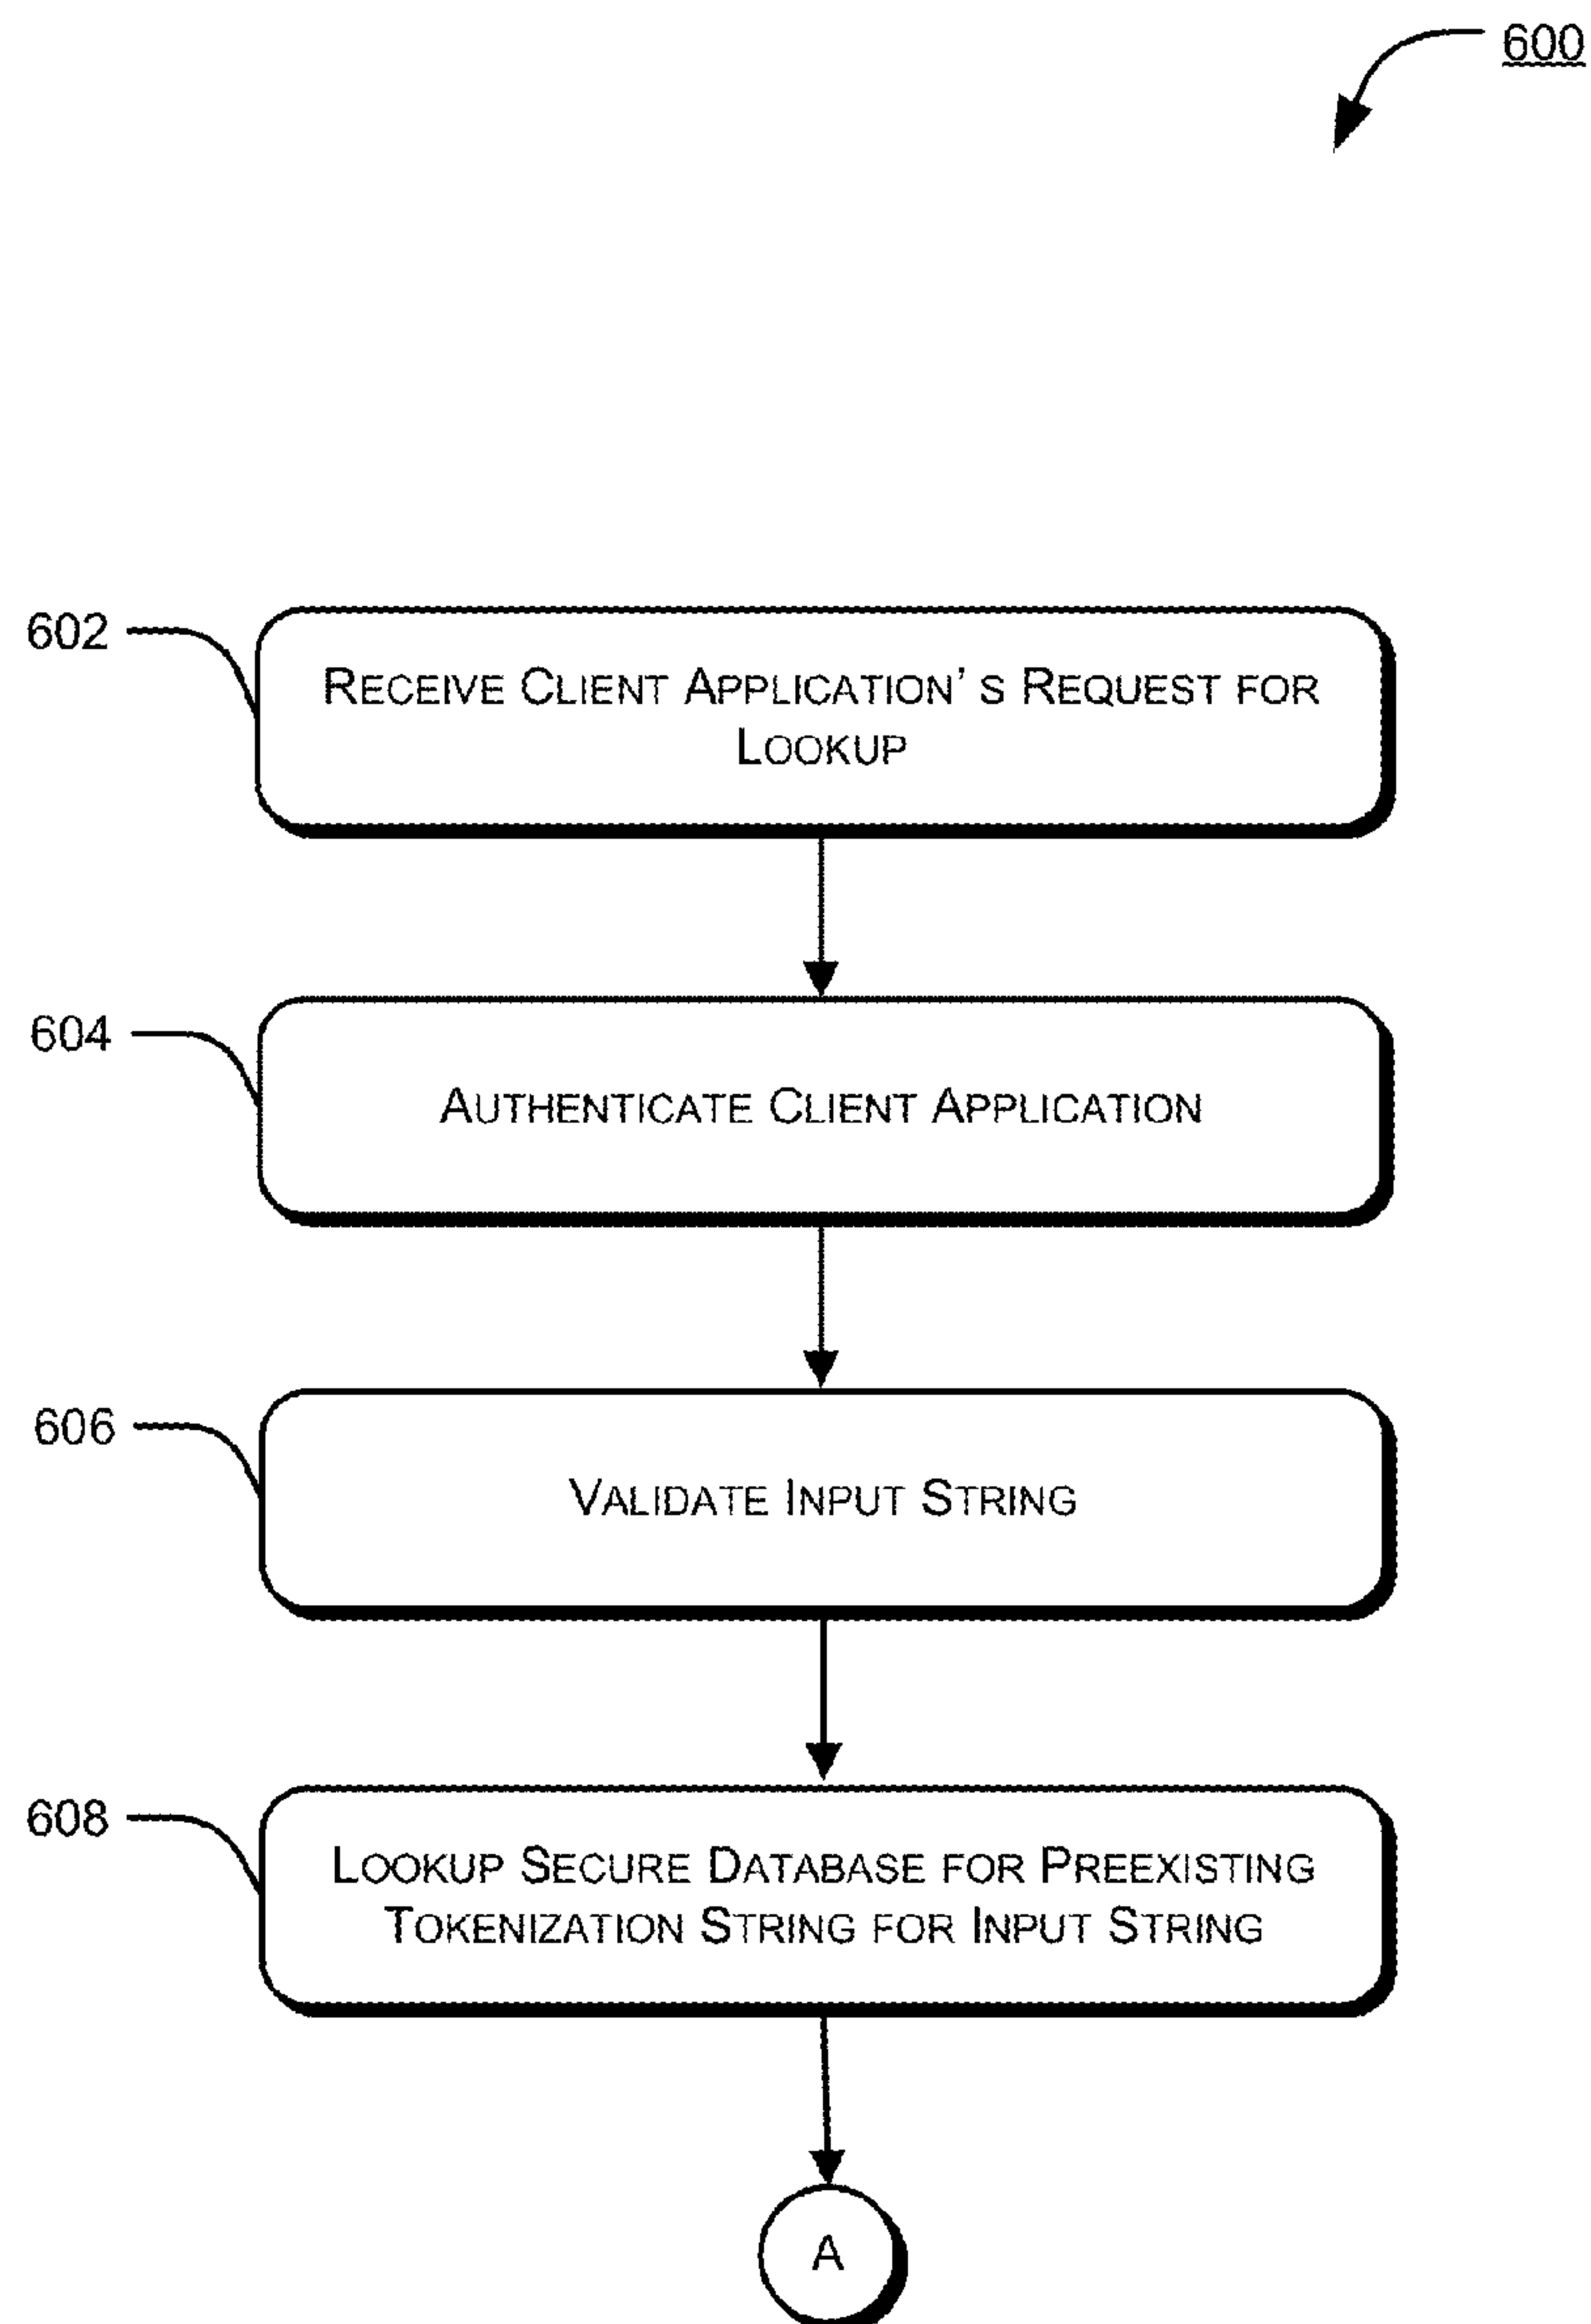 600
602
RECEIVE CLIENT APPLICATION'S REQUEST FOR
LOOKUP
604
AUTHENTICATE CLIENT APPLICATION
606
VALIDATE INPUT STRING
608
LOOKUP SECURE DATABASE FOR PREEXISTING
TOKENIZATION STRING FOR INPUT STRING
A